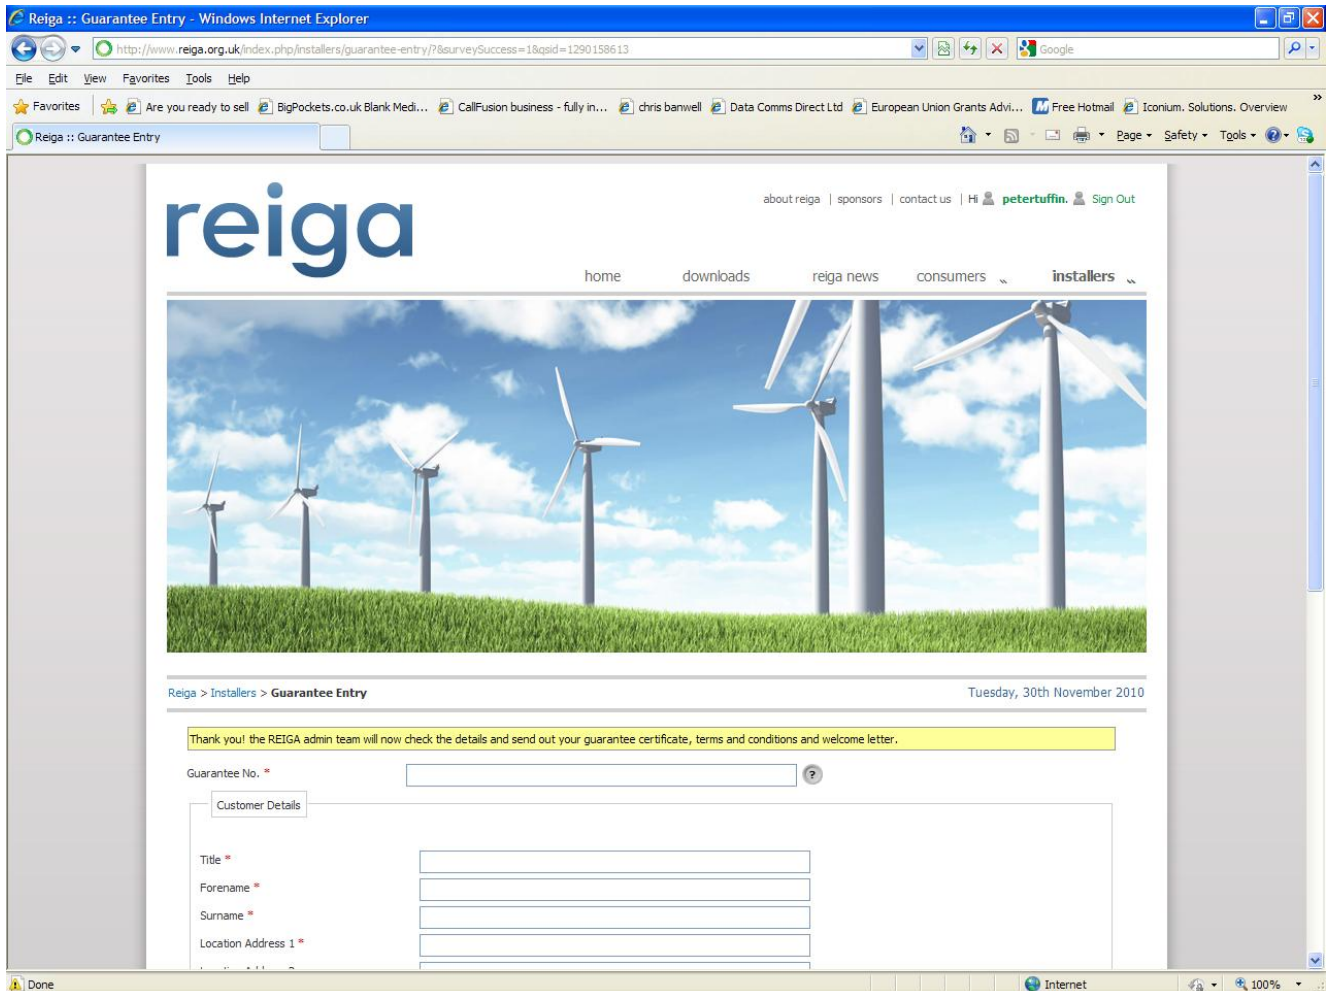 Reiga :: Guarantee Entry - Windows Internet Explorer
http://www.reiga.org.uk/index.php/installers/guarantee-entry/?&surveySuccess=1&qsid=1290158613
Google
File Edit View Favorites Tools Help
Favorites Are you ready to sell BigPockets.co.uk Blank Medi... CallFusion business - fully in... chris banwell Data Comms Direct Ltd European Union Grants Advi... Free Hotmail Iconium. Solutions. Overview »
Reiga :: Guarantee Entry
Page Safety Tools
reiga
about reiga | sponsors | contact us | Hi petertuffin. Sign Out
home downloads reiga news consumers installers
Reiga > Installers > Guarantee Entry
Tuesday, 30th November 2010
Thank you! the REIGA admin team will now check the details and send out your guarantee certificate, terms and conditions and welcome letter.
Guarantee No. * ?
Customer Details
Title *
Forename *
Surname *
Location Address 1 *
Done Internet 100%